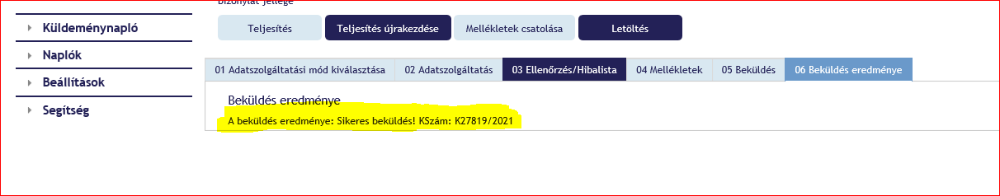 Bizonylat jellege
Küldeménynapló
Naplók
Beállítások
Segítség
Teljesítés
Teljesítés újrakezdése
Mellékletek csatolása
Letöltés
01 Adatszolgáltatási mód kiválasztása
02 Adatszolgáltatás
03 Ellenőrzés/Hibalista
04 Mellékletek
05 Beküldés
06 Beküldés eredménye
Beküldés eredménye
A beküldés eredménye: Sikeres beküldés! KSzám: K27819/2021